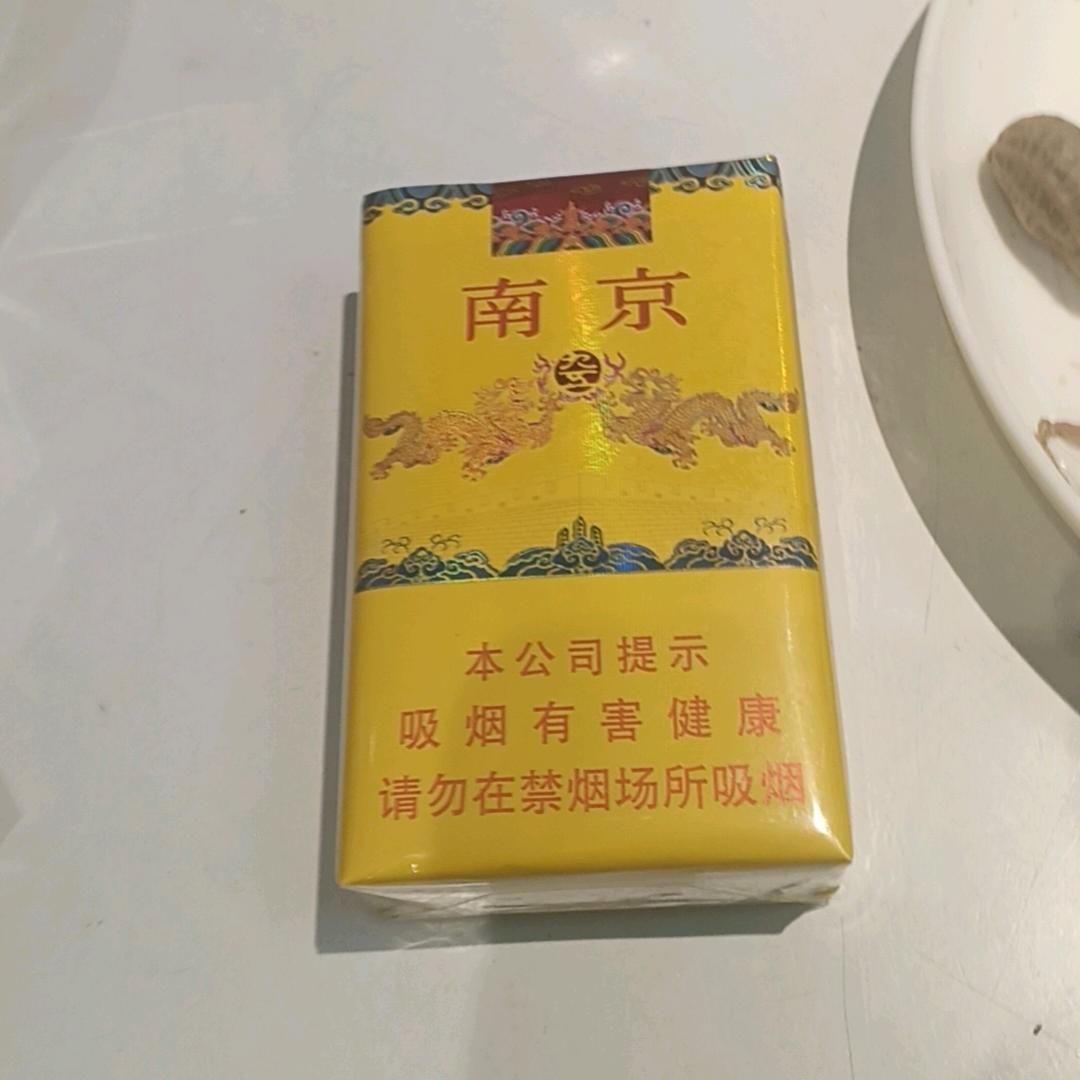 南京
本公司提示
吸烟有害健康
请勿在禁烟场所吸烟